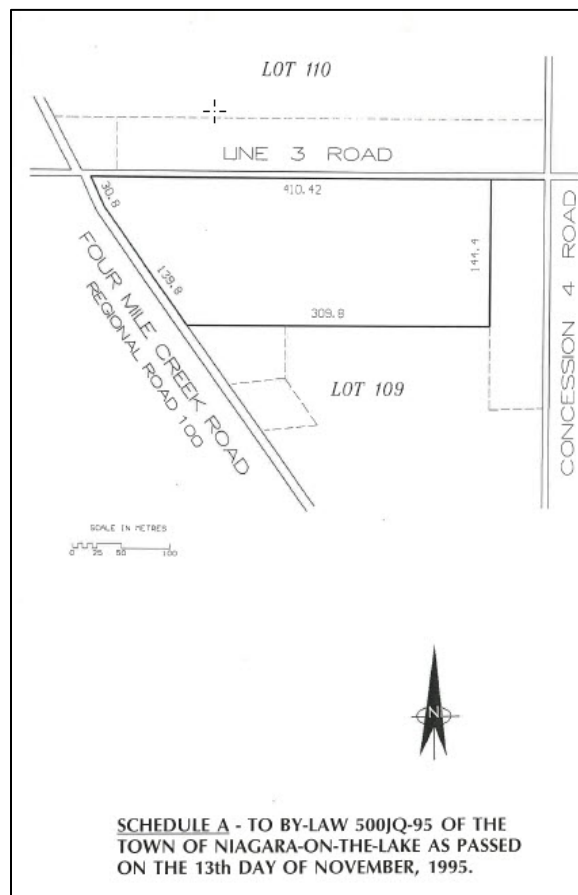 LOT 110
LINE 3 ROAD
410.42
30.8
139.8
144.4
309.8
FOUR MILE CREEK ROAD
REGIONAL ROAD 100
LOT 109
CONCESSION 4 ROAD
SCALE IN METRES
0 25 50 100
N
SCHEDULE A - TO BY-LAW 500JQ-95 OF THE
TOWN OF NIAGARA-ON-THE-LAKE AS PASSED
ON THE 13th DAY OF NOVEMBER, 1995.